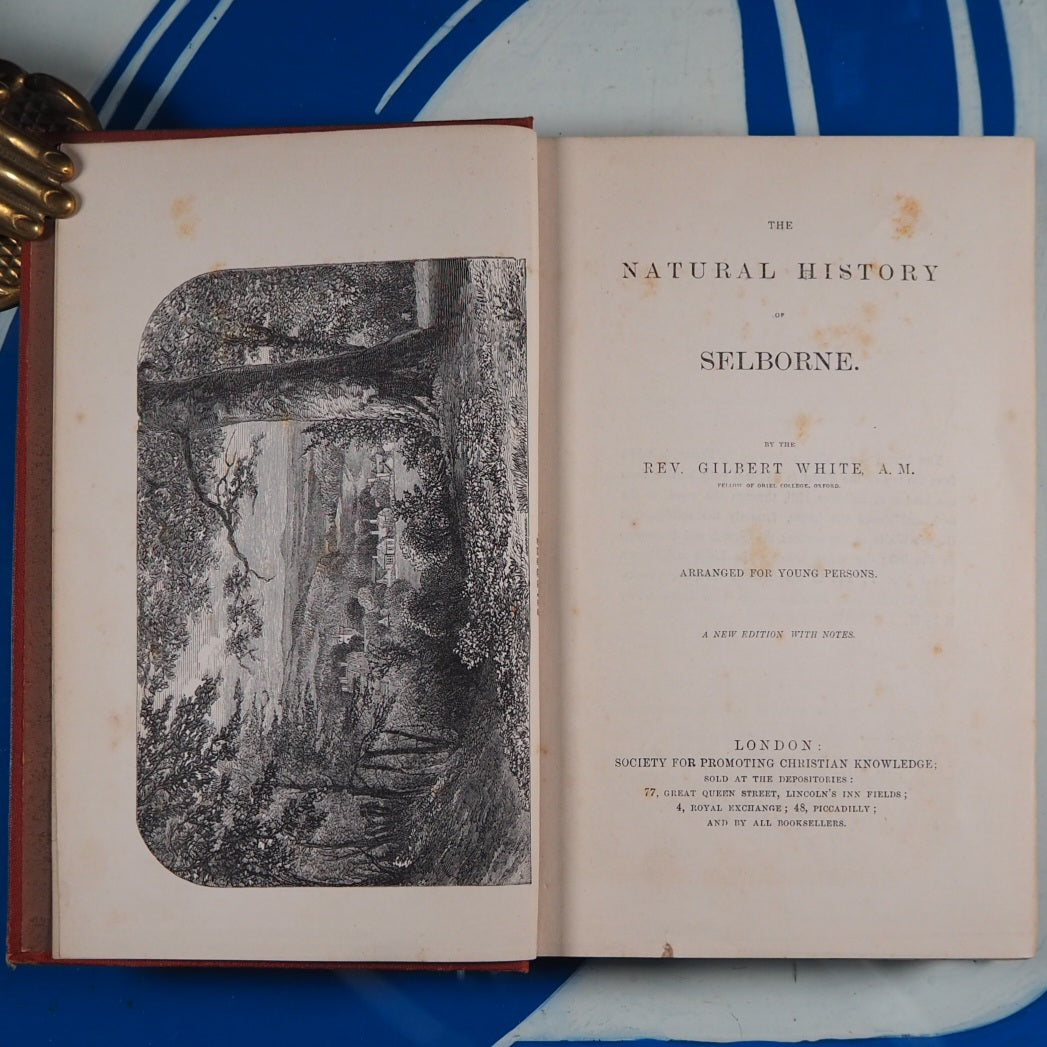 THE
NATURAL HISTORY
OF
SELBORNE.
BY THE
REV. GILBERT WHITE, A. M.
FELLOW OF ORIEL COLLEGE, OXFORD.
ARRANGED FOR YOUNG PERSONS.
A NEW EDITION WITH NOTES.
LONDON:
SOCIETY FOR PROMOTING CHRISTIAN KNOWLEDGE;
SOLD AT THE DEPOSITORIES:
77, GREAT QUEEN STREET, LINCOLN'S INN FIELDS;
4, ROYAL EXCHANGE; 48, PICCADILLY;
AND BY ALL BOOKSELLERS.